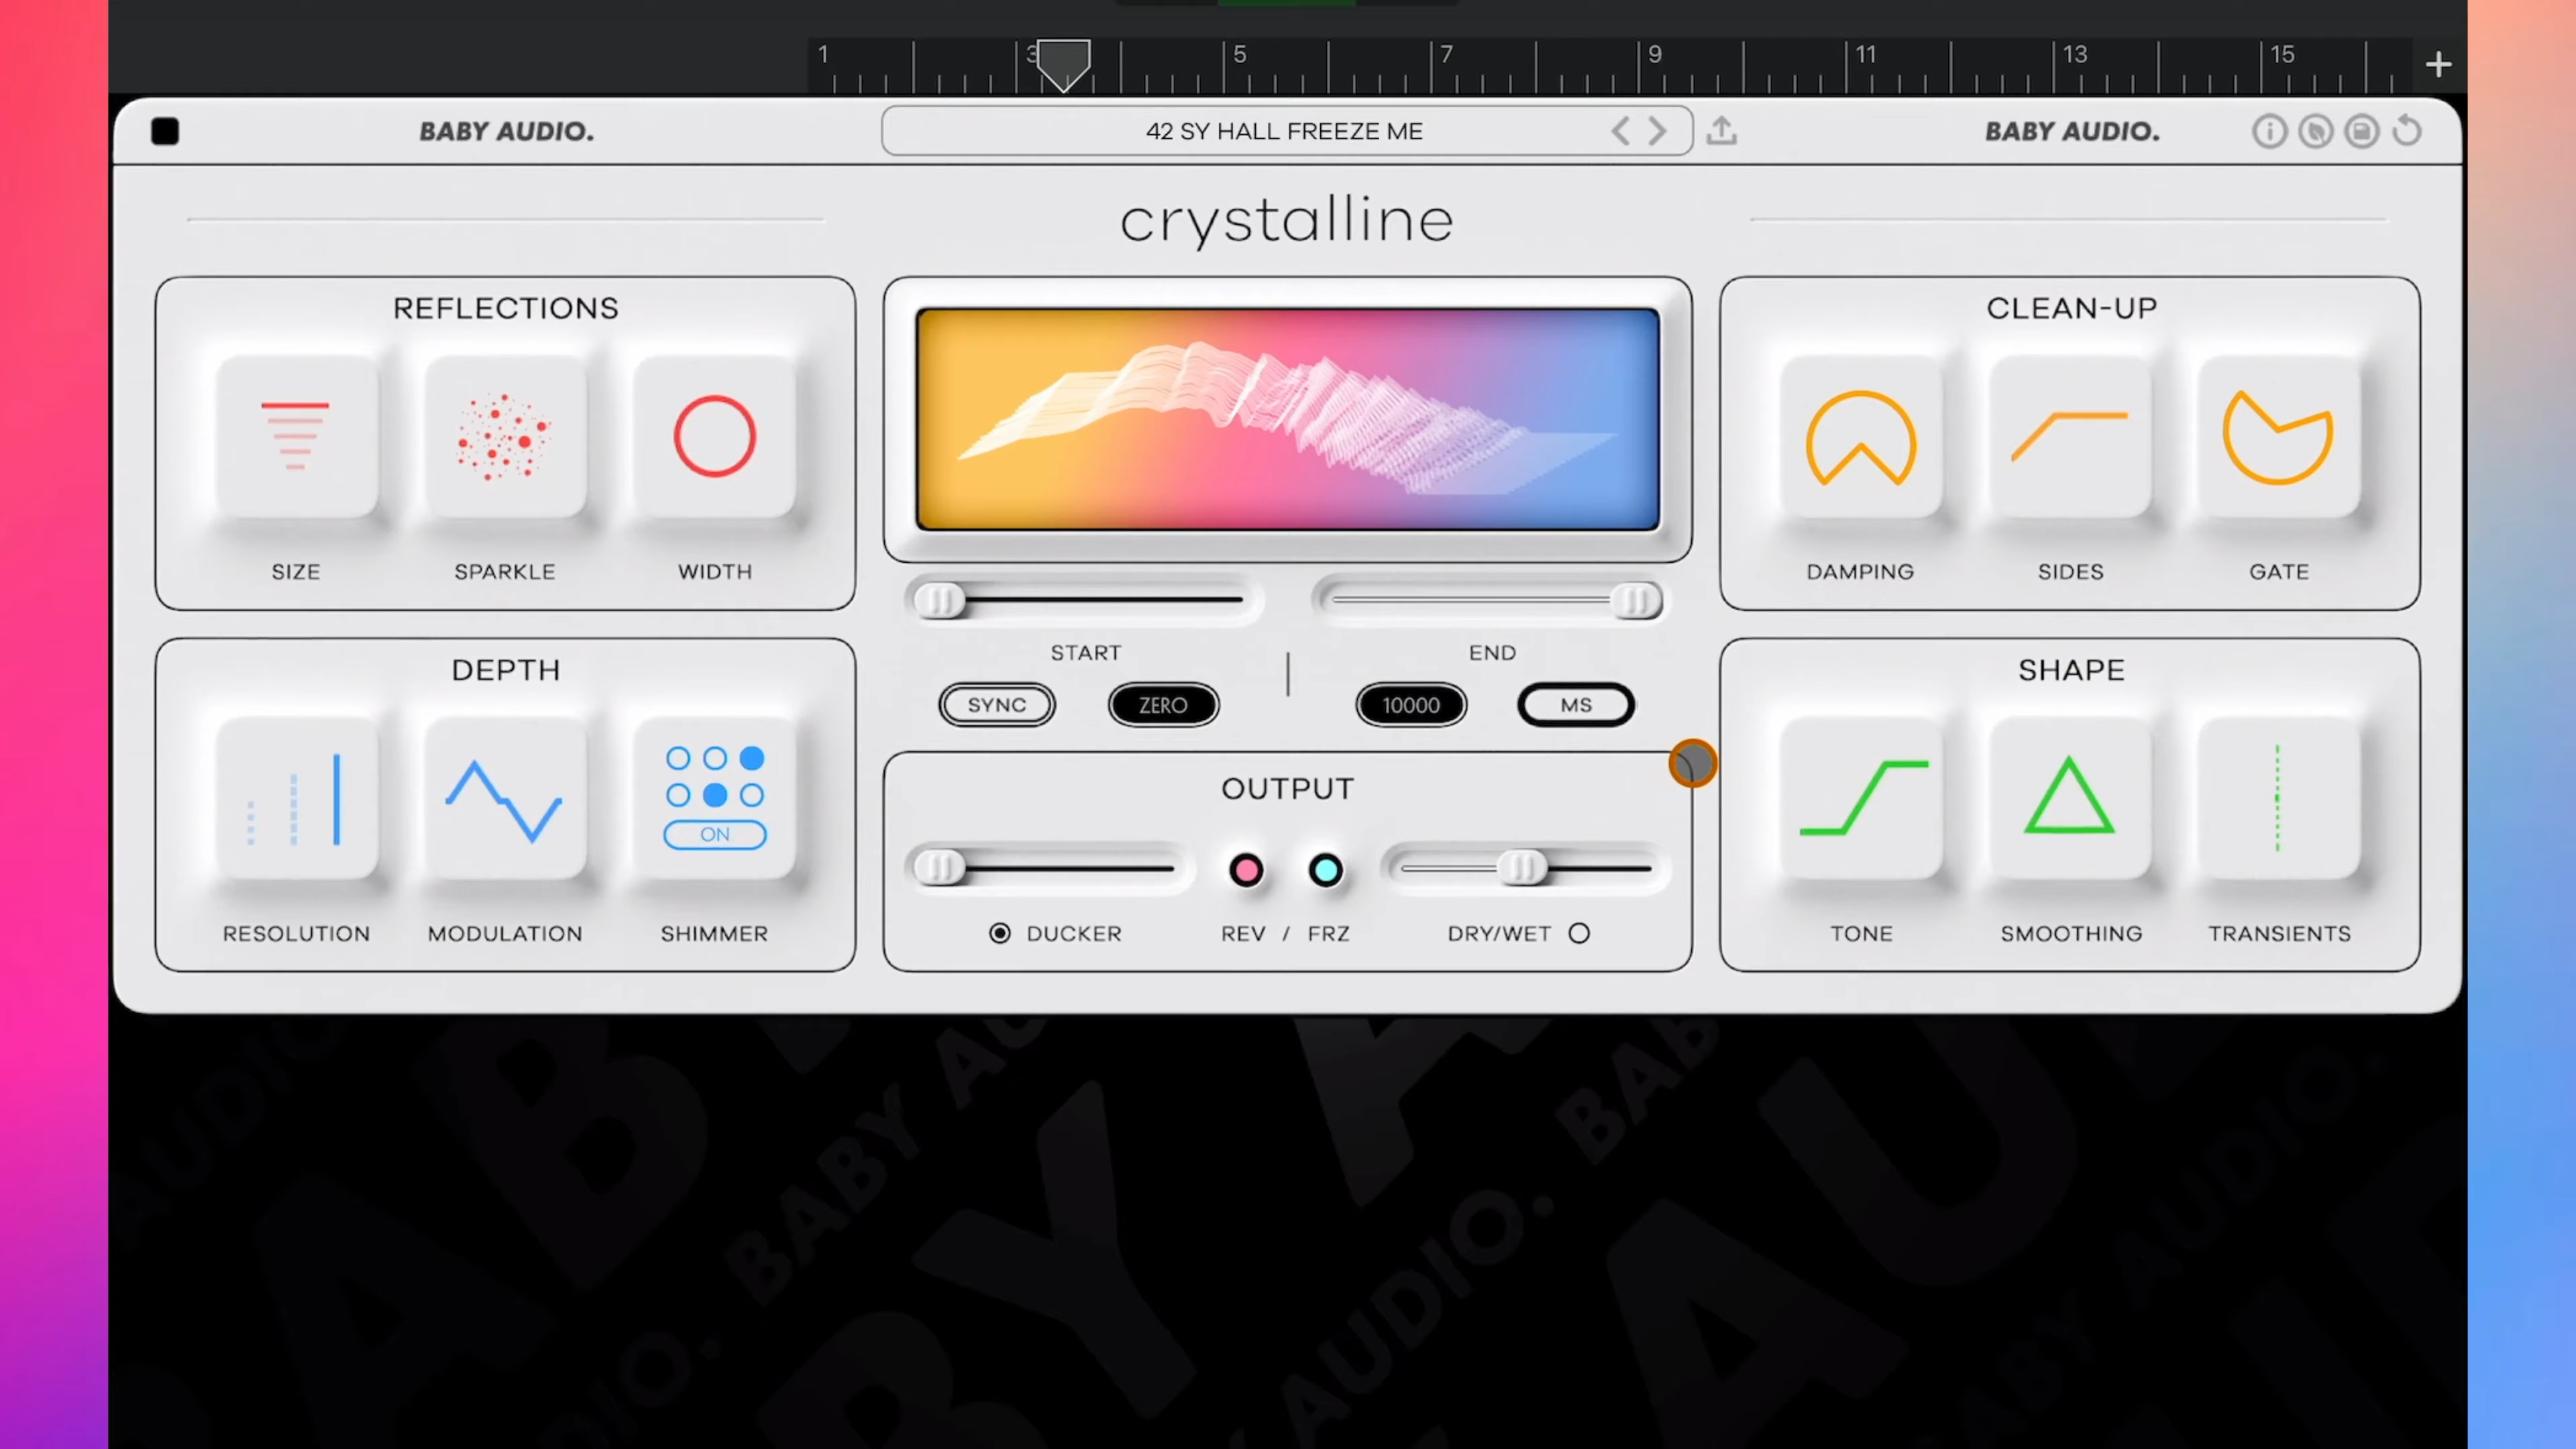 1 3 5 7 9 11 13 15 +
BABY AUDIO.
42 SY HALL FREEZE ME
BABY AUDIO.
crystalline
REFLECTIONS
SIZE SPARKLE WIDTH
CLEAN-UP
DAMPING SIDES GATE
START END
SYNC ZERO 10000 MS
DEPTH
ON
RESOLUTION MODULATION SHIMMER
OUTPUT
DUCKER REV / FRZ DRY/WET
SHAPE
TONE SMOOTHING TRANSIENTS
BABY AUDIO.